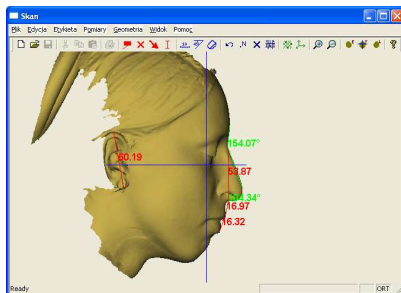 Skan
Plik Edycja Etykieta Pomiary Geometria Widok Pomoc
154.07°
60.19
53.87
16.97
16.32
Ready
ORT